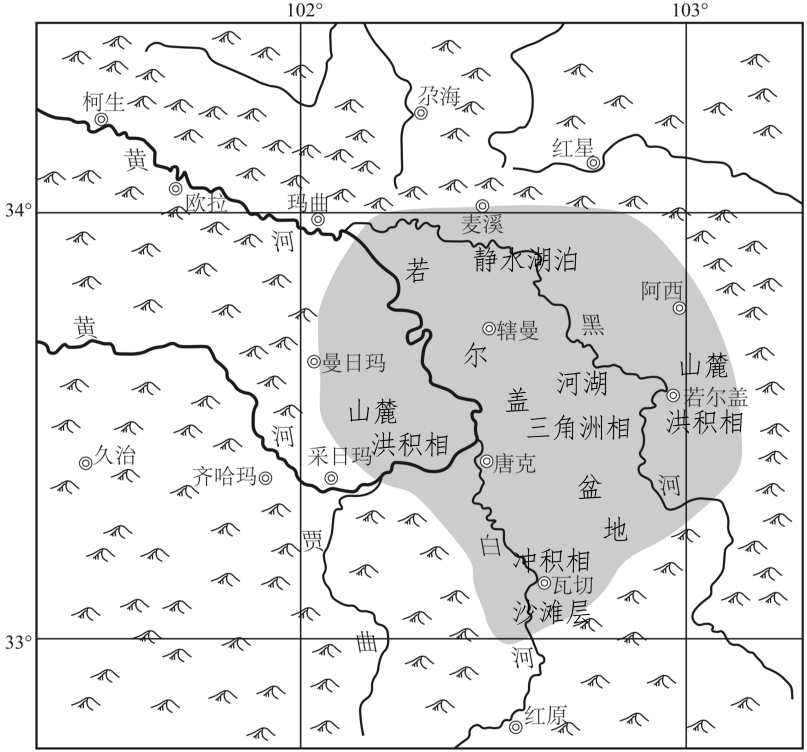 102°
103°
柯生
尕海
黄
红星
欧拉
玛曲
34°
麦溪
河
静水湖泊
若
阿西
黄
黑
辖曼
尔
曼日玛
山麓
河湖
盖
若尔盖
山麓
三角洲相
洪积相
河
洪积相
久治
采日玛
齐哈玛
唐克
盆
河
地
贾
白
冲积相
瓦切
沙滩层
33°
曲
河
红原